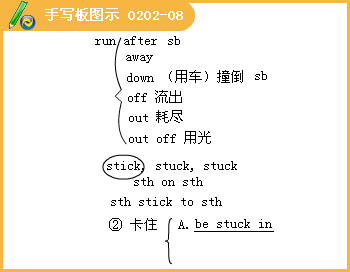 手写板图示 0202-08
run after sb
away
down （用车）撞倒 sb
off 流出
out 耗尽
out off 用光
stick, stuck, stuck
sth on sth
sth stick to sth
② 卡住 A. be stuck in